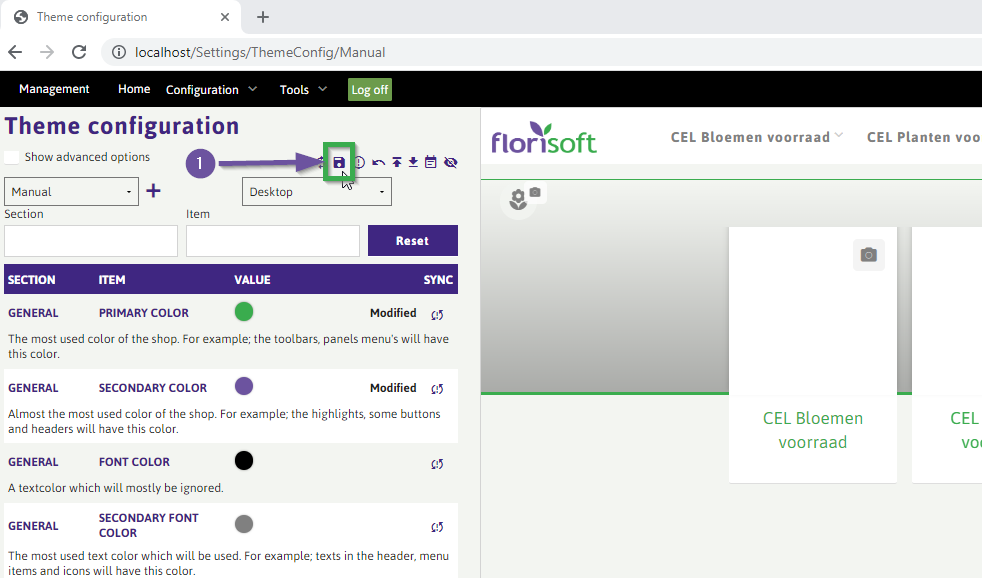 Theme configuration
localhost/Settings/ThemeConfig/Manual
Management Home Configuration Tools Log off
Theme configuration
florisoft
CEL Bloemen voorraad CEL Planten voo
Show advanced options
1
Manual Desktop
Section Item
Reset
SECTION ITEM VALUE SYNC
GENERAL PRIMARY COLOR Modified
The most used color of the shop. For example; the toolbars, panels menu's will have
this color.
GENERAL SECONDARY COLOR Modified
Almost the most used color of the shop. For example; the highlights, some buttons
and headers will have this color.
GENERAL FONT COLOR
A textcolor which will mostly be ignored.
GENERAL SECONDARY FONT
COLOR
The most used text color which will be used. For example; texts in the header, menu
items and icons will have this color.
CEL Bloemen
voorraad
CEL
voo